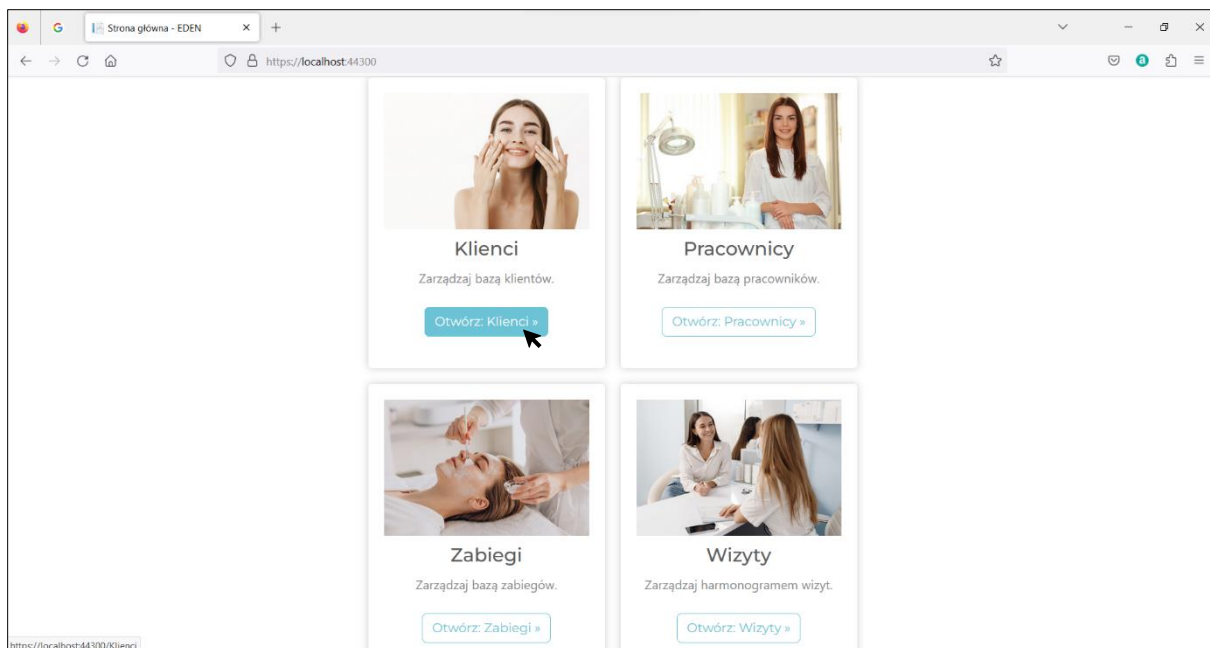 Strona główna - EDEN
https://localhost:44300
Klienci
Zarządzaj bazą klientów.
Otwórz: Klienci »
Pracownicy
Zarządzaj bazą pracowników.
Otwórz: Pracownicy »
Zabiegi
Zarządzaj bazą zabiegów.
Otwórz: Zabiegi »
Wizyty
Zarządzaj harmonogramem wizyt.
Otwórz: Wizyty »
https://localhost:44300/Klienci